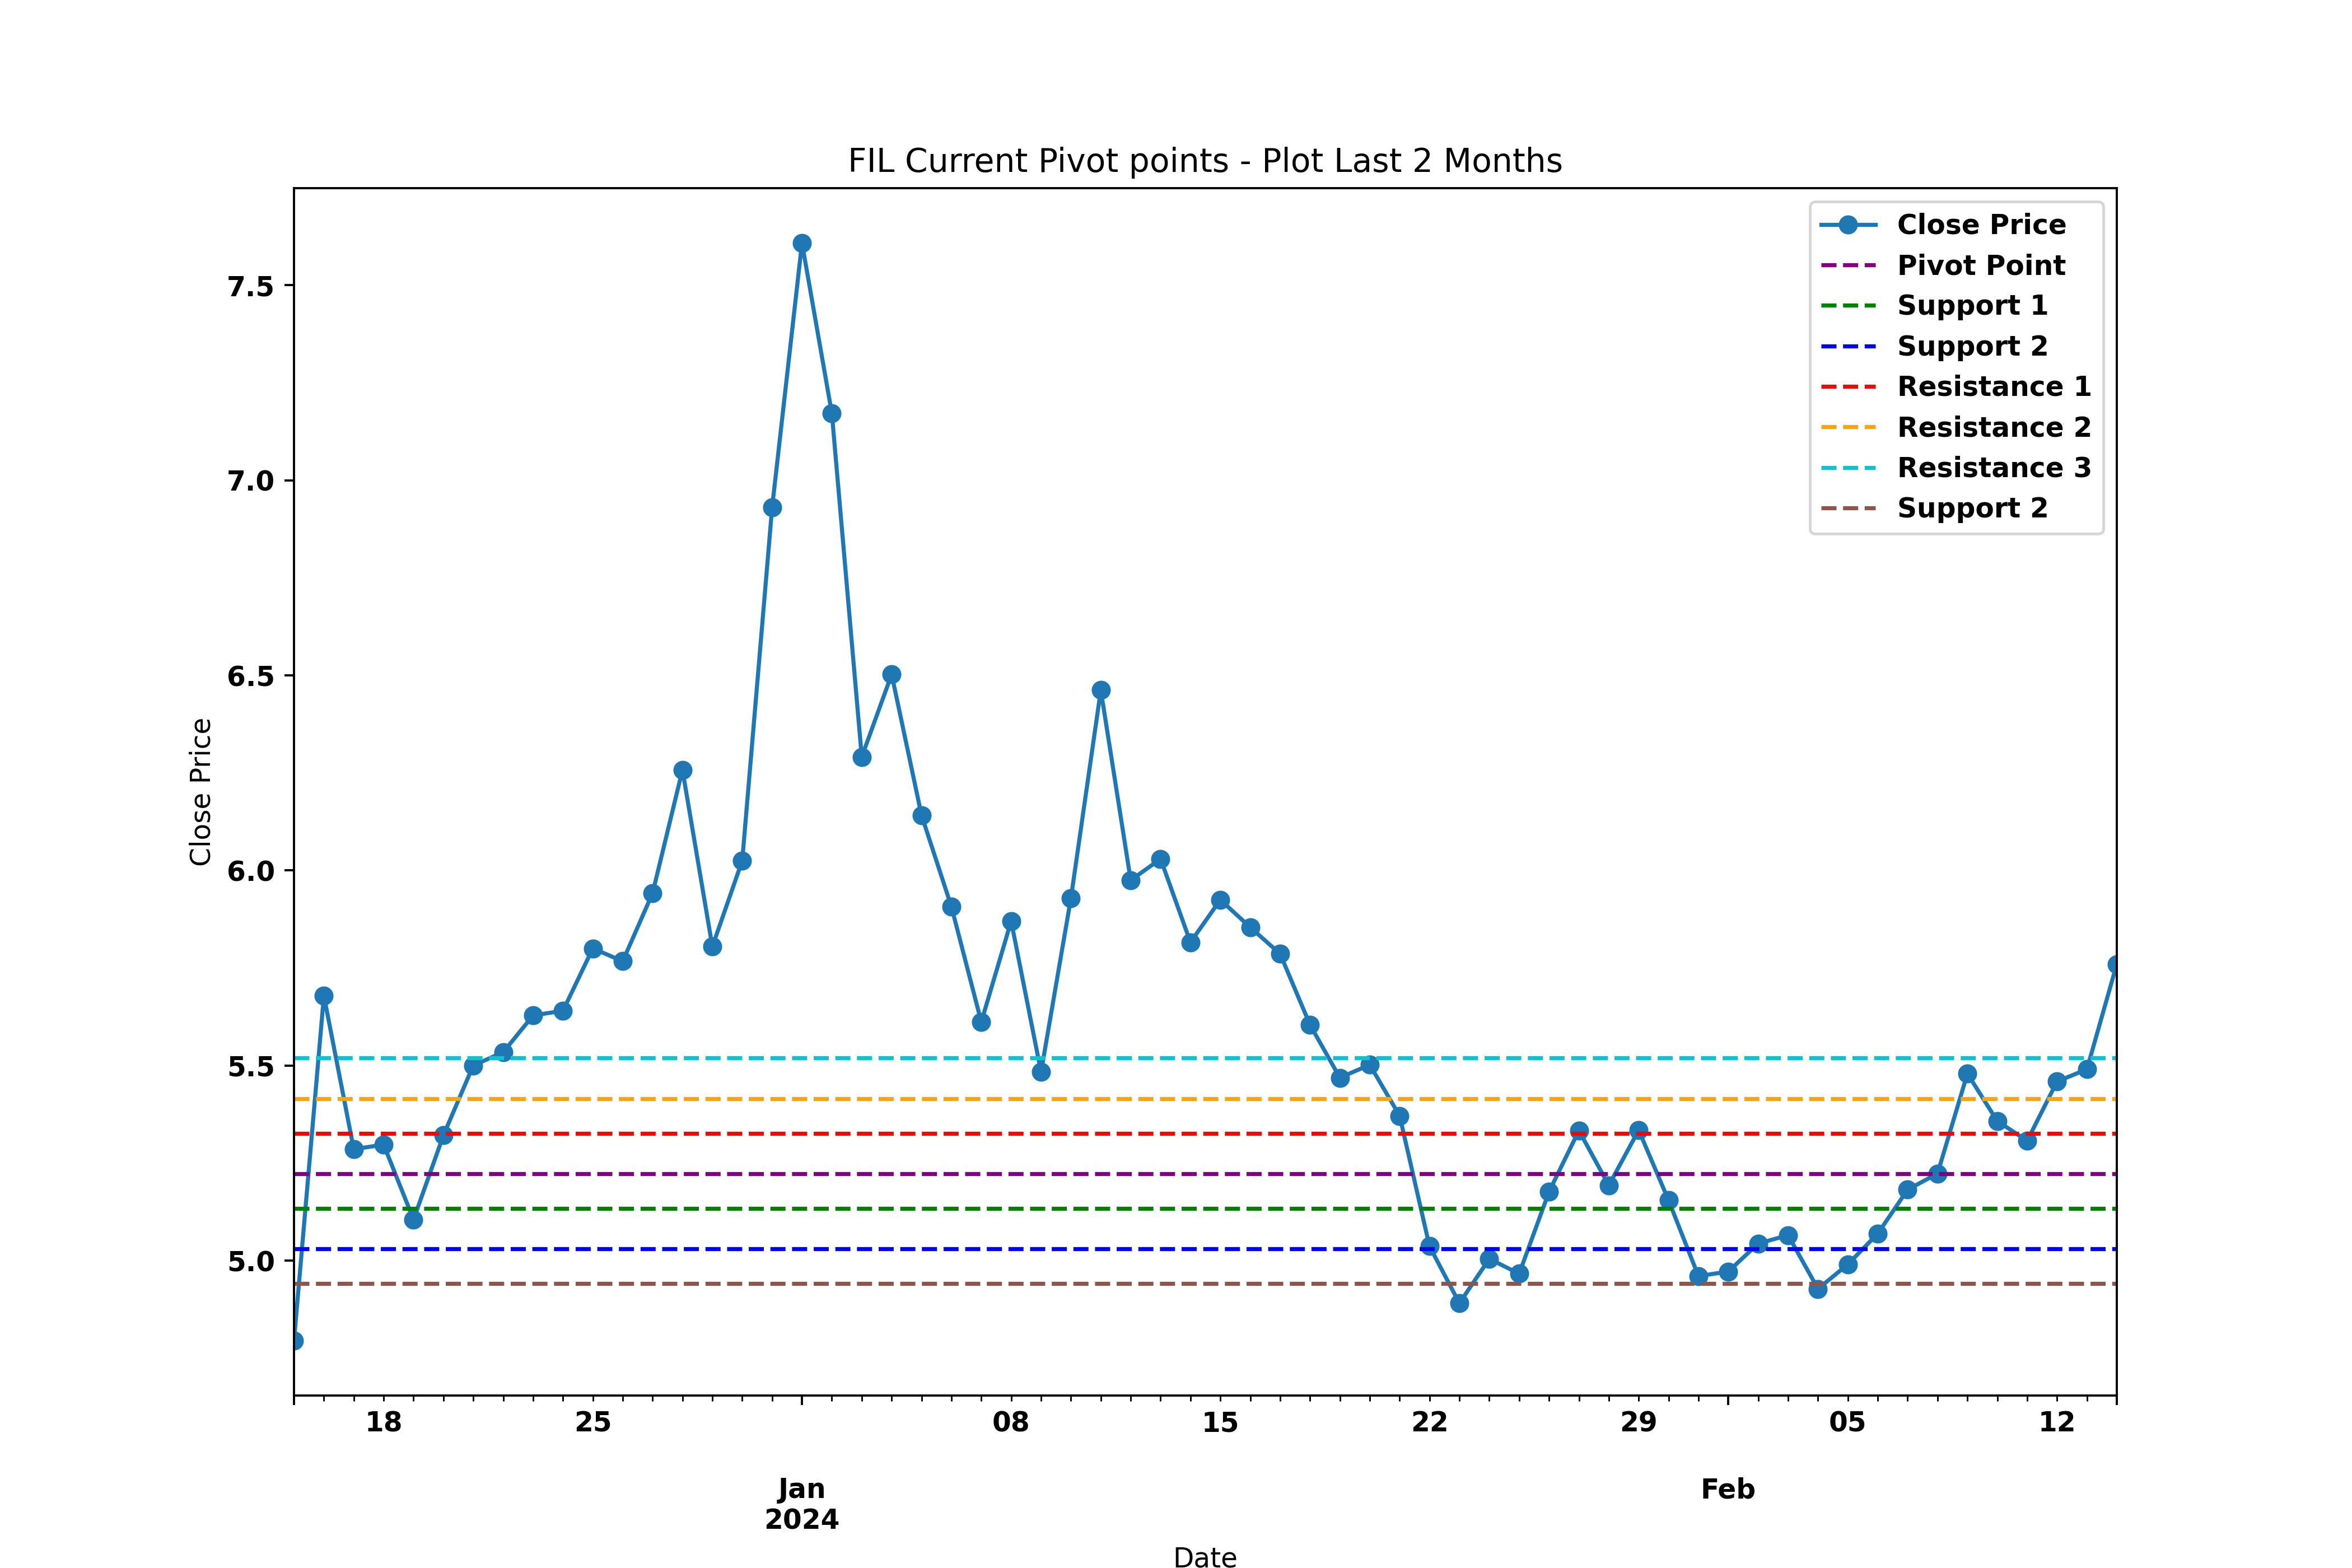 FIL Current Pivot points - Plot Last 2 Months
Close Price
Pivot Point
Support 1
Support 2
Resistance 1
Resistance 2
Resistance 3
Support 2
7.5
7.0
6.5
6.0
5.5
5.0
Close Price
18 25 08 15 22 29 05 12
Jan Feb
2024
Date